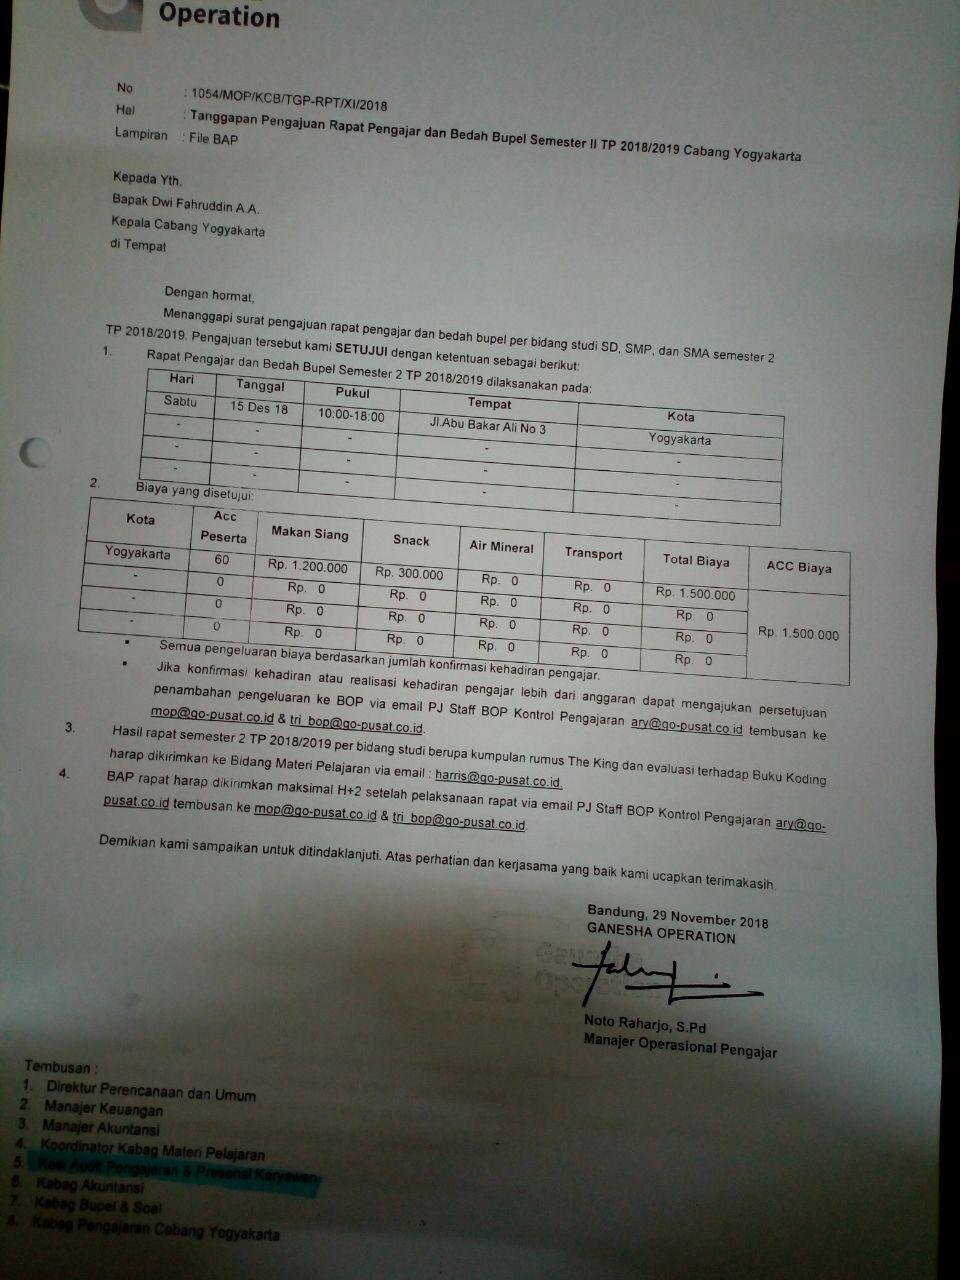 Operation
No : 1054/MOP/KCB/TGP-RPT/XI/2018
Hal : Tanggapan Pengajuan Rapat Pengajar dan Bedah Bupel Semester II TP 2018/2019 Cabang Yogyakarta
Lampiran : File BAP
Kepada Yth.
Bapak Dwi Fahruddin A.A.
Kepala Cabang Yogyakarta
di Tempat
Dengan hormat,
Menanggapi surat pengajuan rapat pengajar dan bedah bupel per bidang studi SD, SMP, dan SMA semester 2
TP 2018/2019. Pengajuan tersebut kami SETUJUI dengan ketentuan sebagai berikut:
1. Rapat Pengajar dan Bedah Bupel Semester 2 TP 2018/2019 dilaksanakan pada:
Hari Tanggal Pukul Tempat Kota
Sabtu 15 Des 18 10:00-18:00 Jl.Abu Bakar Ali No 3 Yogyakarta
- - - - -
- - - - -
- - - - -
2. Biaya yang disetujui:
Kota Acc Peserta Makan Siang Snack Air Mineral Transport Total Biaya ACC Biaya
Yogyakarta 60 Rp. 1.200.000 Rp. 300.000 Rp. 0 Rp. 0 Rp. 1.500.000 Rp. 1.500.000
- 0 Rp. 0 Rp. 0 Rp. 0 Rp. 0 Rp. 0
- 0 Rp. 0 Rp. 0 Rp. 0 Rp. 0 Rp. 0
- 0 Rp. 0 Rp. 0 Rp. 0 Rp. 0 Rp. 0
▪ Semua pengeluaran biaya berdasarkan jumlah konfirmasi kehadiran pengajar.
▪ Jika konfirmasi kehadiran atau realisasi kehadiran pengajar lebih dari anggaran dapat mengajukan persetujuan
penambahan pengeluaran ke BOP via email PJ Staff BOP Kontrol Pengajaran ary@go-pusat.co.id tembusan ke
mop@go-pusat.co.id & tri_bop@go-pusat.co.id.
3. Hasil rapat semester 2 TP 2018/2019 per bidang studi berupa kumpulan rumus The King dan evaluasi terhadap Buku Koding
harap dikirimkan ke Bidang Materi Pelajaran via email : harris@go-pusat.co.id.
4. BAP rapat harap dikirimkan maksimal H+2 setelah pelaksanaan rapat via email PJ Staff BOP Kontrol Pengajaran ary@go-
pusat.co.id tembusan ke mop@go-pusat.co.id & tri_bop@go-pusat.co.id.
Demikian kami sampaikan untuk ditindaklanjuti. Atas perhatian dan kerjasama yang baik kami ucapkan terimakasih.
Bandung, 29 November 2018
GANESHA OPERATION
Noto Raharjo, S.Pd
Manajer Operasional Pengajar
Tembusan :
1. Direktur Perencanaan dan Umum
2. Manajer Keuangan
3. Manajer Akuntansi
4. Koordinator Kabag Materi Pelajaran
5. Kasi Audit Pengajaran & Presensi Karyawan
6. Kabag Akuntansi
7. Kabag Bupel & Soal
8. Kabag Pengajaran Cabang Yogyakarta